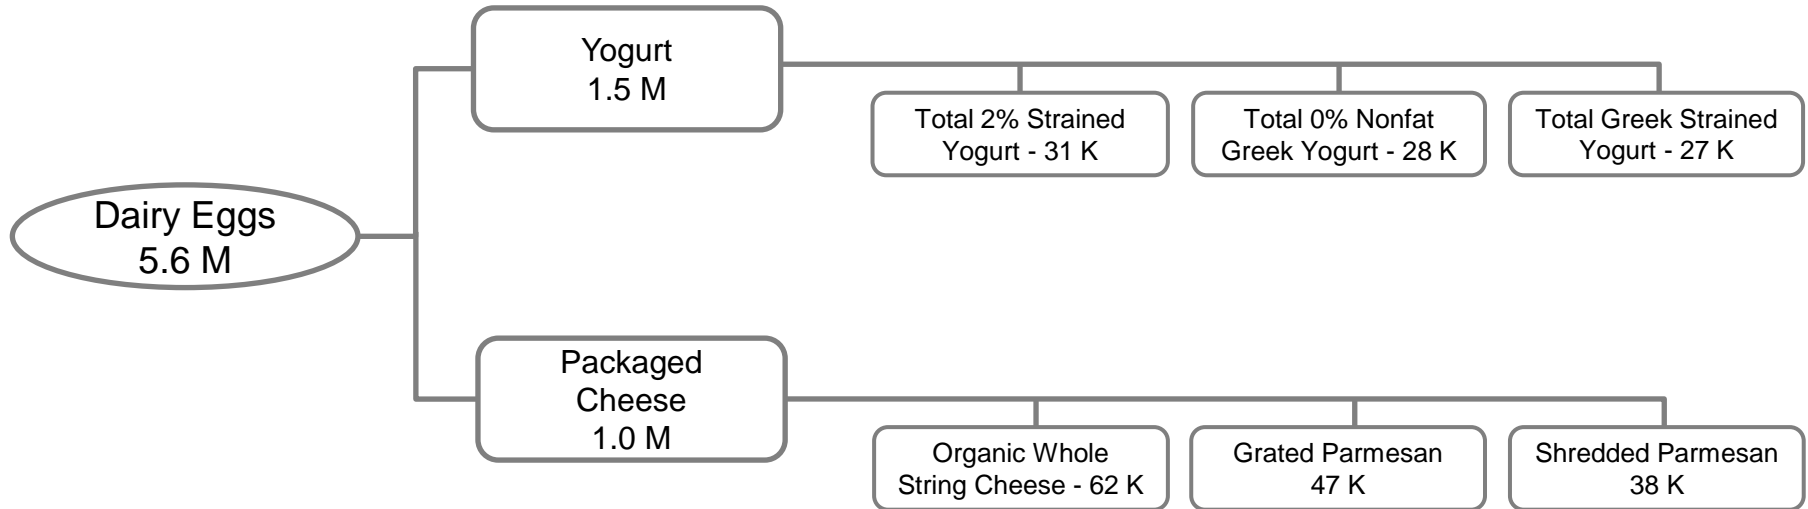 Dairy Eggs
5.6 M
Yogurt
1.5 M
Total 2% Strained
Yogurt - 31 K
Total 0% Nonfat
Greek Yogurt - 28 K
Total Greek Strained
Yogurt - 27 K
Packaged
Cheese
1.0 M
Organic Whole
String Cheese - 62 K
Grated Parmesan
47 K
Shredded Parmesan
38 K